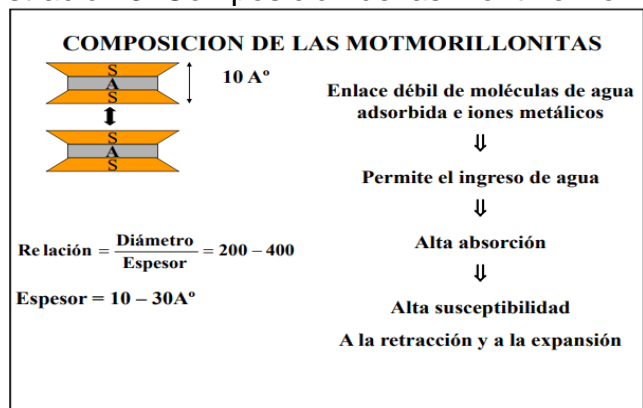 COMPOSICION DE LAS MOTMORILLONITAS
S
A
S
10 Aº
S
A
S
Relación = Diámetro / Espesor = 200 – 400
Espesor = 10 – 30Aº
Enlace débil de moléculas de agua
adsorbida e iones metálicos
⇓
Permite el ingreso de agua
⇓
Alta absorción
⇓
Alta susceptibilidad
A la retracción y a la expansión